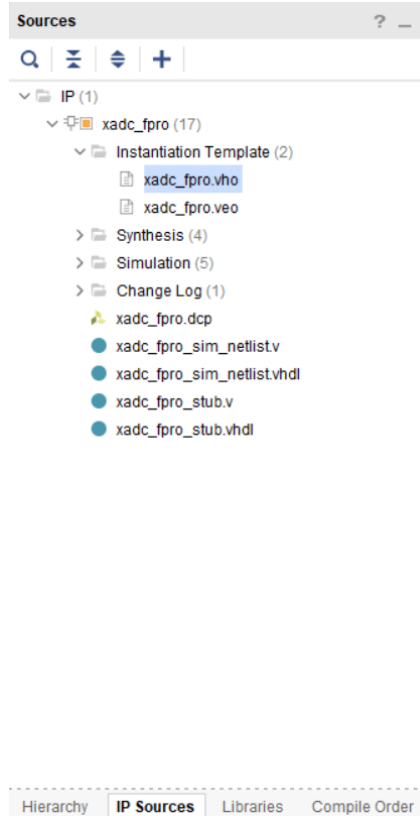 Sources ? _
IP (1)
xadc_fpro (17)
Instantiation Template (2)
xadc_fpro.vho
xadc_fpro.veo
Synthesis (4)
Simulation (5)
Change Log (1)
xadc_fpro.dcp
xadc_fpro_sim_netlist.v
xadc_fpro_sim_netlist.vhdl
xadc_fpro_stub.v
xadc_fpro_stub.vhdl
Hierarchy IP Sources Libraries Compile Order